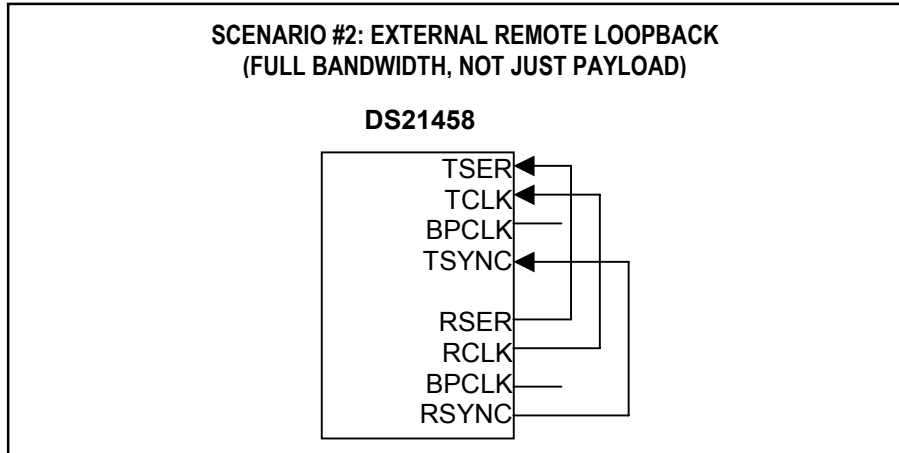 SCENARIO #2: EXTERNAL REMOTE LOOPBACK
(FULL BANDWIDTH, NOT JUST PAYLOAD)
DS21458
TSER
TCLK
BPCLK
TSYNC
RSER
RCLK
BPCLK
RSYNC